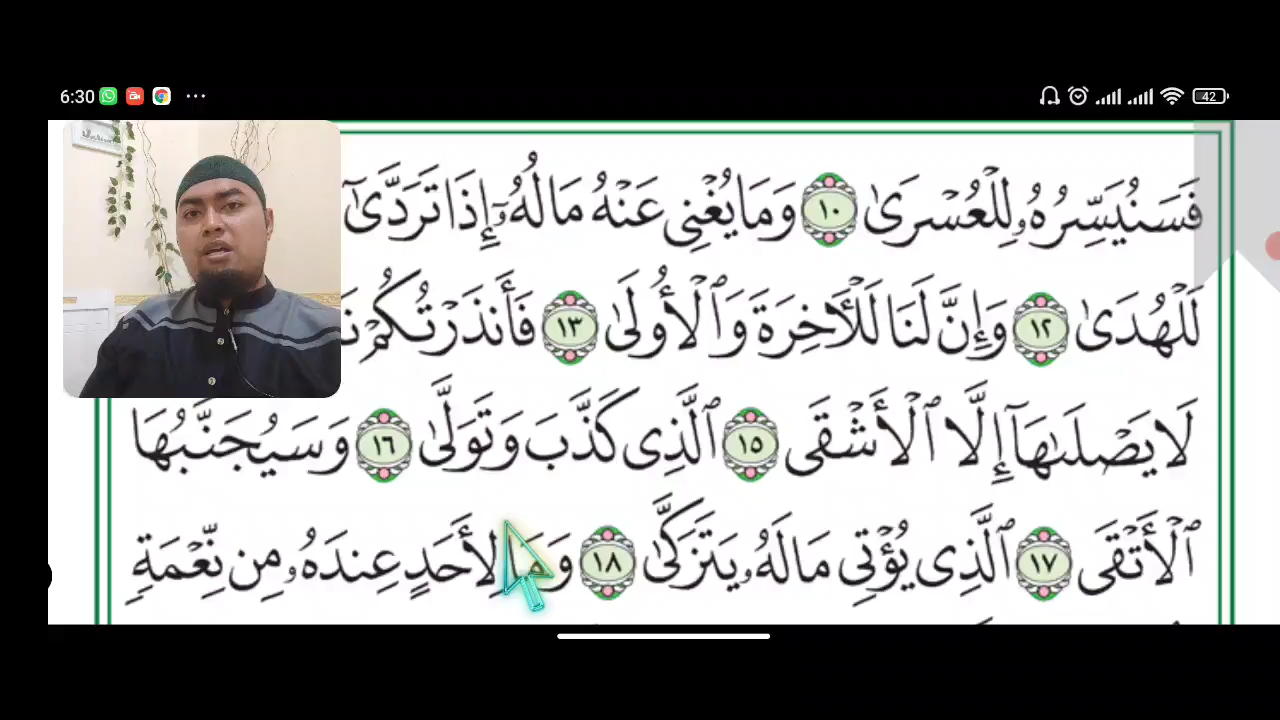 6:30
42
فَسَنُيَسِّرُهُۥ لِلْعُسْرَىٰ ١٠ وَمَا يُغْنِى عَنْهُ مَالُهُۥٓ إِذَا تَرَدَّىٰٓ
لَلْهُدَىٰ ١٢ وَإِنَّ لَنَا لَلْأٓخِرَةَ وَٱلْأُولَىٰ ١٣ فَأَنذَرْتُكُمْ
لَا يَصْلَىٰهَآ إِلَّا ٱلْأَشْقَى ١٥ ٱلَّذِى كَذَّبَ وَتَوَلَّىٰ ١٦ وَسَيُجَنَّبُهَا
ٱلْأَتْقَى ١٧ ٱلَّذِى يُؤْتِى مَالَهُۥ يَتَزَكَّىٰ ١٨ وَمَا لِأَحَدٍ عِندَهُۥ مِن نِّعْمَةٍ